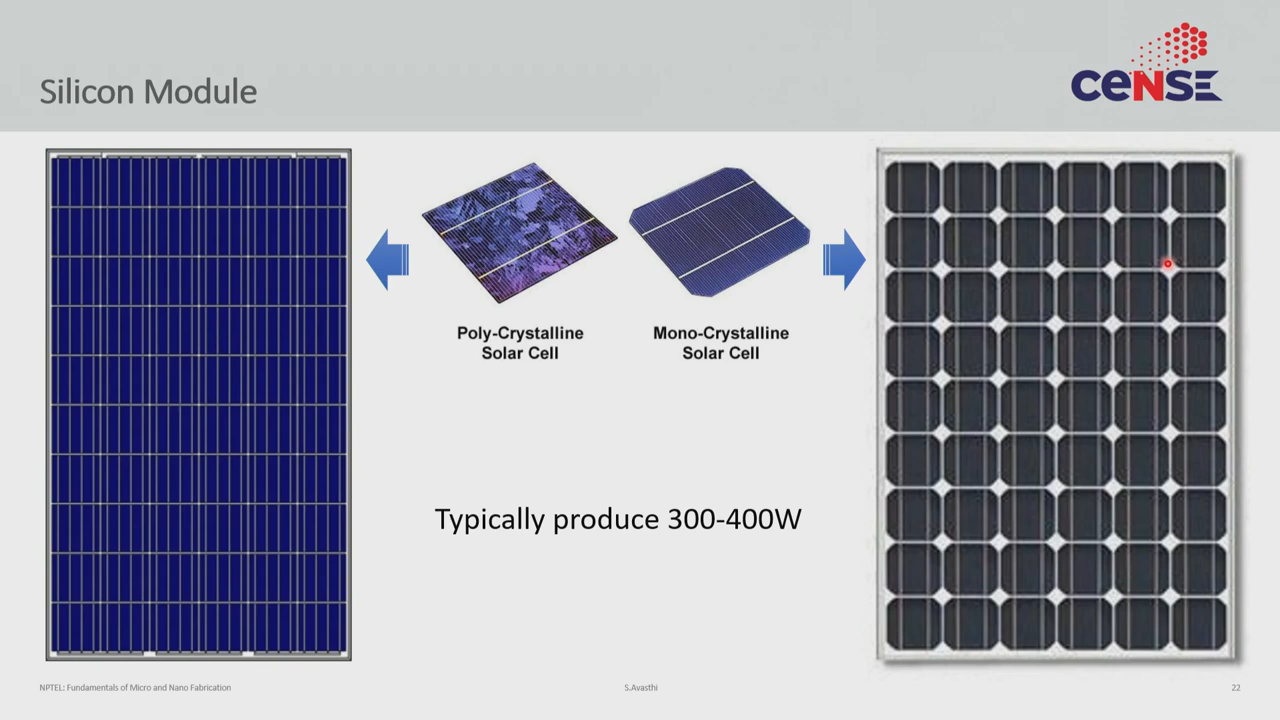 Silicon Module
CeNSE
Poly-Crystalline
Solar Cell
Mono-Crystalline
Solar Cell
Typically produce 300-400W
NPTEL: Fundamentals of Micro and Nano Fabrication
S.Avasthi
22